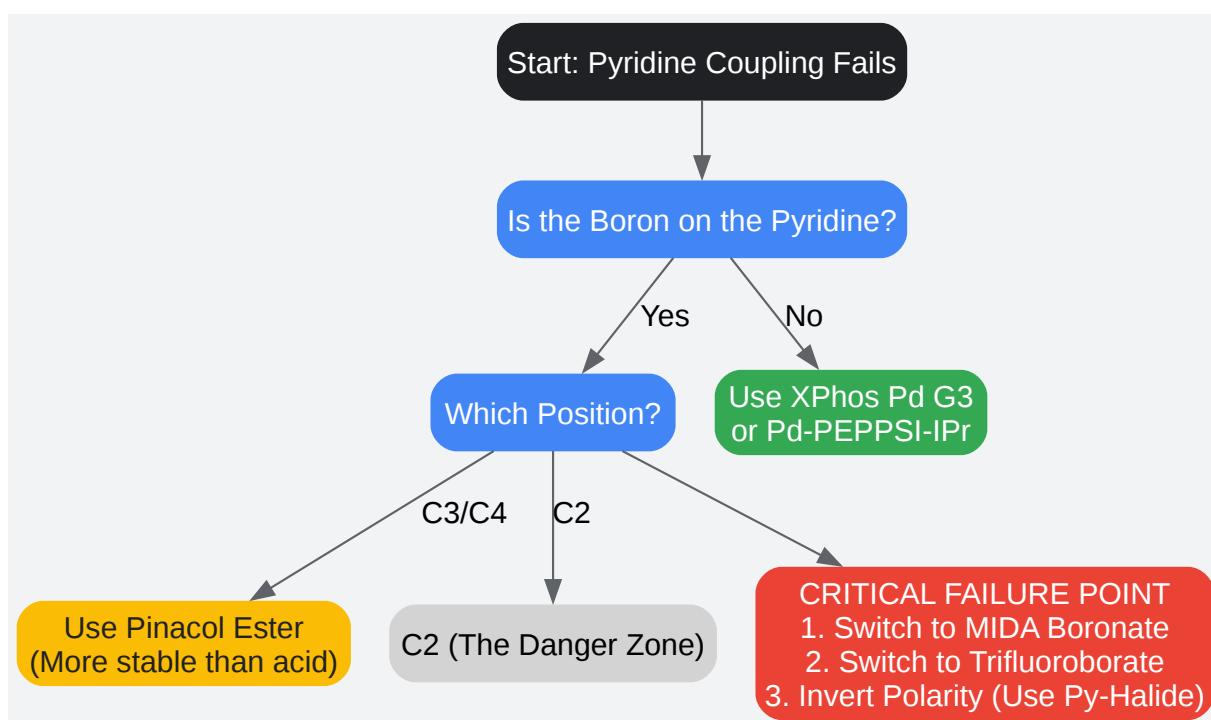 Start: Pyridine Coupling Fails
Is the Boron on the Pyridine?
Yes
No
Which Position?
Use XPhos Pd G3
or Pd-PEPPSI-IPr
C3/C4
C2
Use Pinacol Ester
(More stable than acid)
C2 (The Danger Zone)
CRITICAL FAILURE POINT
1. Switch to MIDA Boronate
2. Switch to Trifluoroborate
3. Invert Polarity (Use Py-Halide)